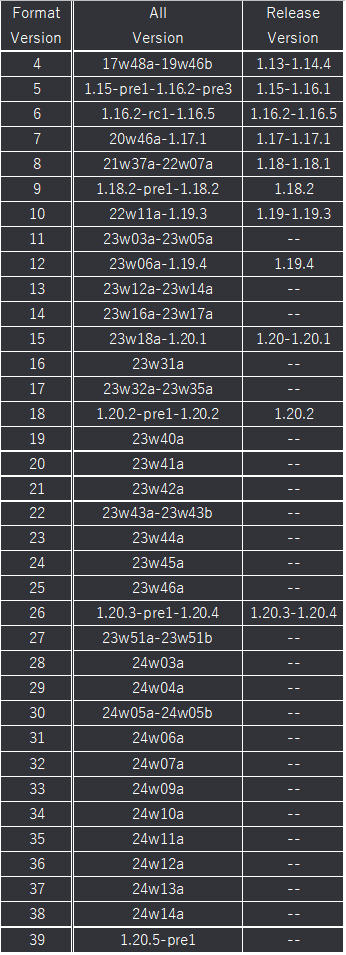 Format Version All Version Release Version
4 17w48a-19w46b 1.13-1.14.4
5 1.15-pre1-1.16.2-pre3 1.15-1.16.1
6 1.16.2-rc1-1.16.5 1.16.2-1.16.5
7 20w46a-1.17.1 1.17-1.17.1
8 21w37a-22w07a 1.18-1.18.1
9 1.18.2-pre1-1.18.2 1.18.2
10 22w11a-1.19.3 1.19-1.19.3
11 23w03a-23w05a --
12 23w06a-1.19.4 1.19.4
13 23w12a-23w14a --
14 23w16a-23w17a --
15 23w18a-1.20.1 1.20-1.20.1
16 23w31a --
17 23w32a-23w35a --
18 1.20.2-pre1-1.20.2 1.20.2
19 23w40a --
20 23w41a --
21 23w42a --
22 23w43a-23w43b --
23 23w44a --
24 23w45a --
25 23w46a --
26 1.20.3-pre1-1.20.4 1.20.3-1.20.4
27 23w51a-23w51b --
28 24w03a --
29 24w04a --
30 24w05a-24w05b --
31 24w06a --
32 24w07a --
33 24w09a --
34 24w10a --
35 24w11a --
36 24w12a --
37 24w13a --
38 24w14a --
39 1.20.5-pre1 --